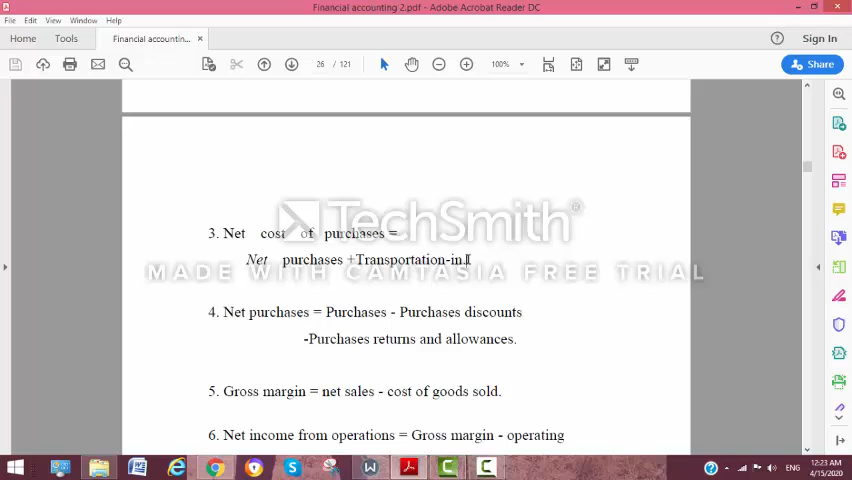 Financial accounting 2.pdf - Adobe Acrobat Reader DC
File Edit View Window Help
Home Tools Financial accountin... × Sign In
26 / 121 100% Share
3. Net cost of purchases =
Net purchases +Transportation-in.
TechSmith
MADE WITH CAMTASIA FREE TRIAL
4. Net purchases = Purchases - Purchases discounts
-Purchases returns and allowances.
5. Gross margin = net sales - cost of goods sold.
6. Net income from operations = Gross margin - operating
ENG
12:23 AM
4/15/2020